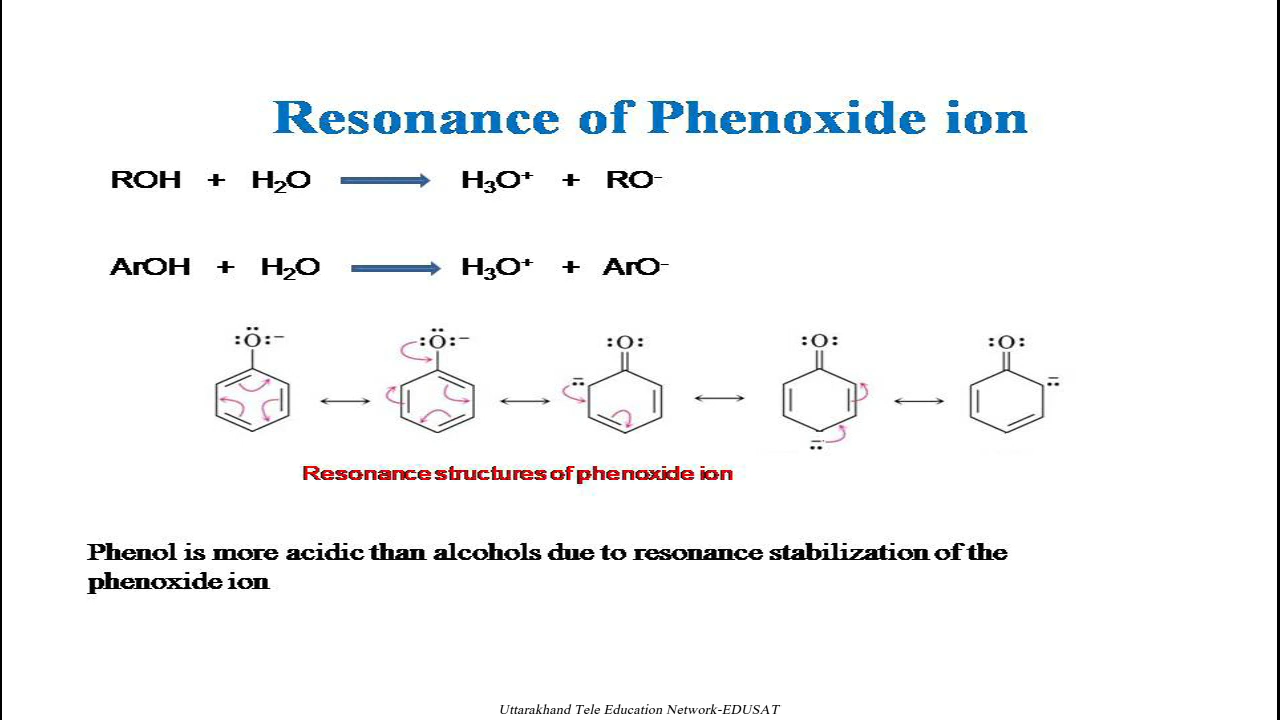 Resonance of Phenoxide ion
ROH + H₂O ⟶ H₃O⁺ + RO⁻
ArOH + H₂O ⟶ H₃O⁺ + ArO⁻
:Ö:⁻ :Ö:⁻ :O: :O: :O:
Resonance structures of phenoxide ion
Phenol is more acidic than alcohols due to resonance stabilization of the
phenoxide ion
Uttarakhand Tele Education Network-EDUSAT